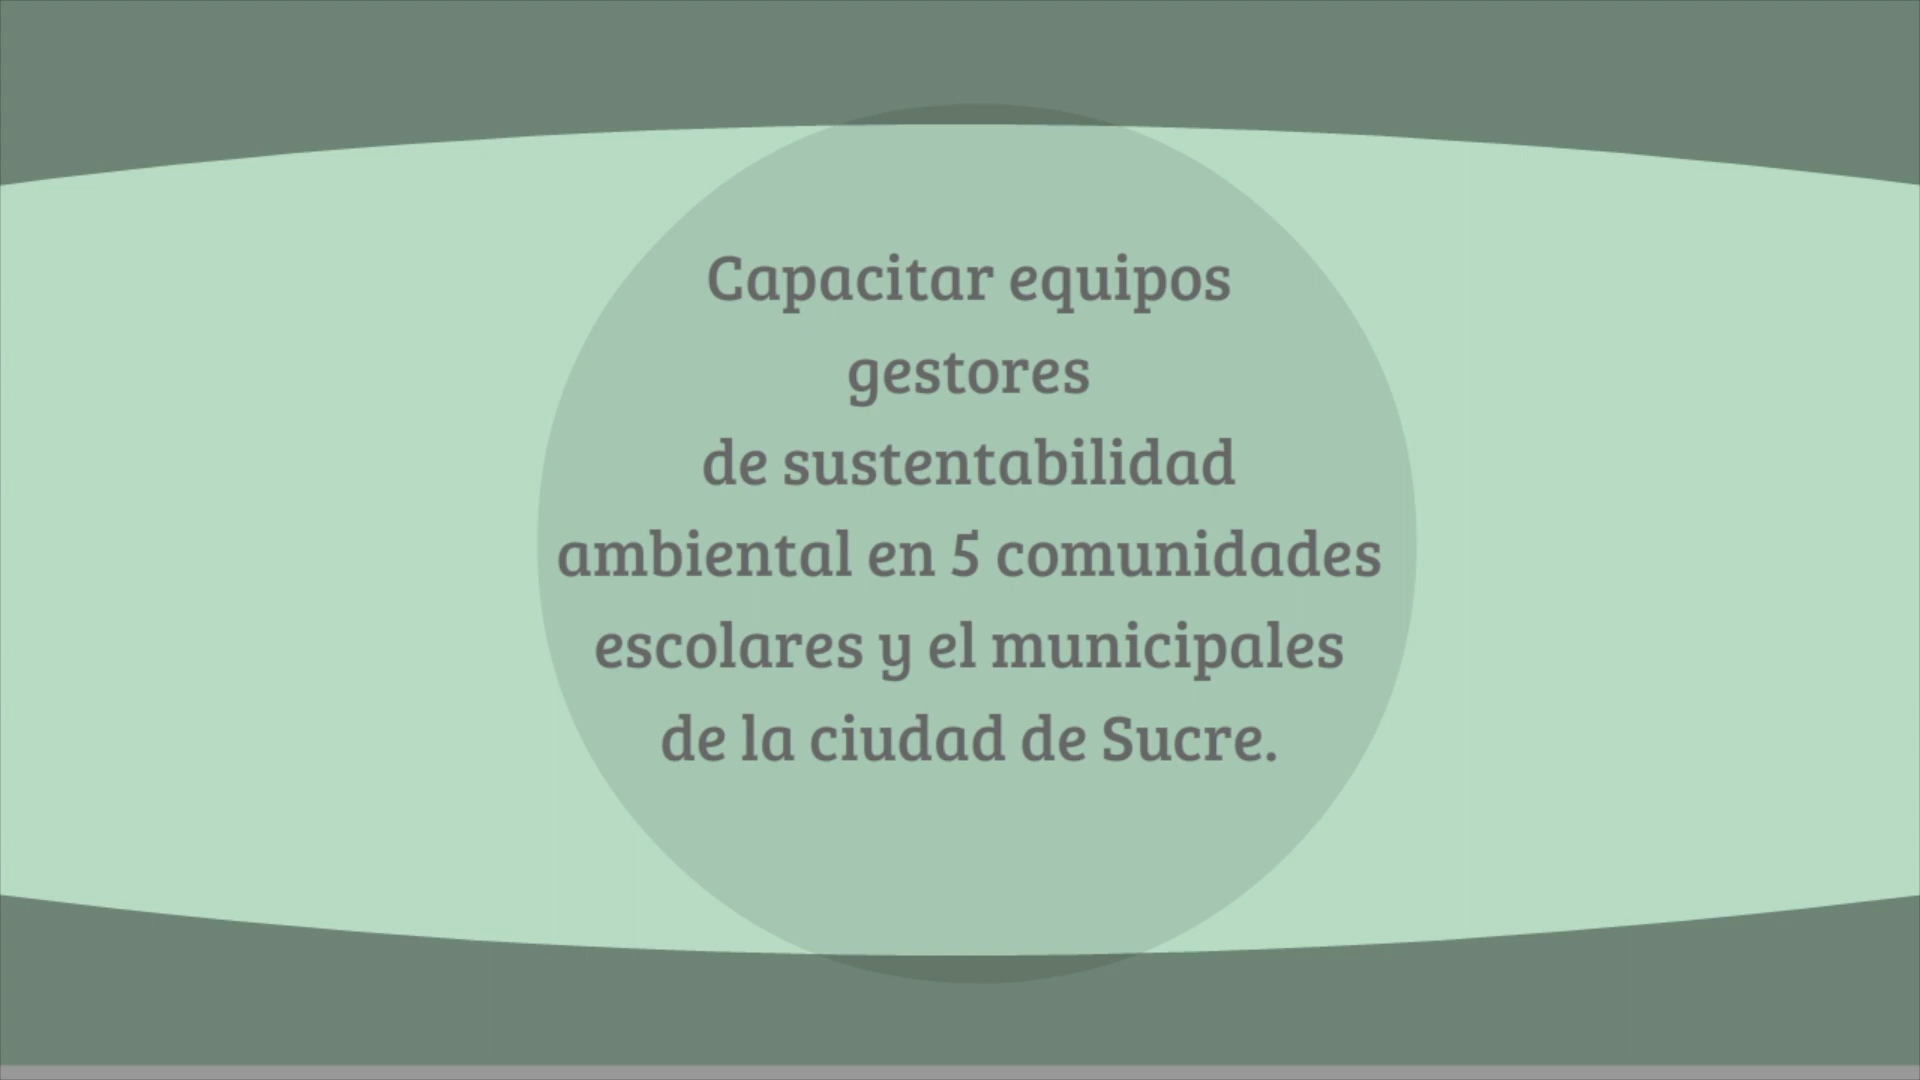 Capacitar equipos
gestores
de sustentabilidad
ambiental en 5 comunidades
escolares y el municipales
de la ciudad de Sucre.